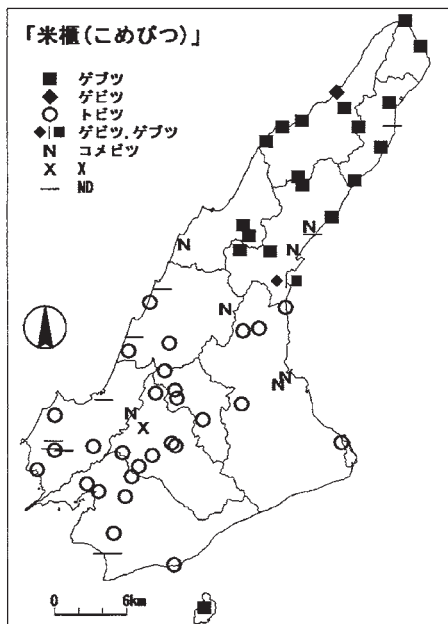 「米櫃(こめびつ)」
■ ゲブツ
◆ ゲビツ
○ トビツ
◆|■ ゲビツ,ゲブツ
N コメビツ
X X
— ND
N
N
N
N
N
N
N
X
0 6km